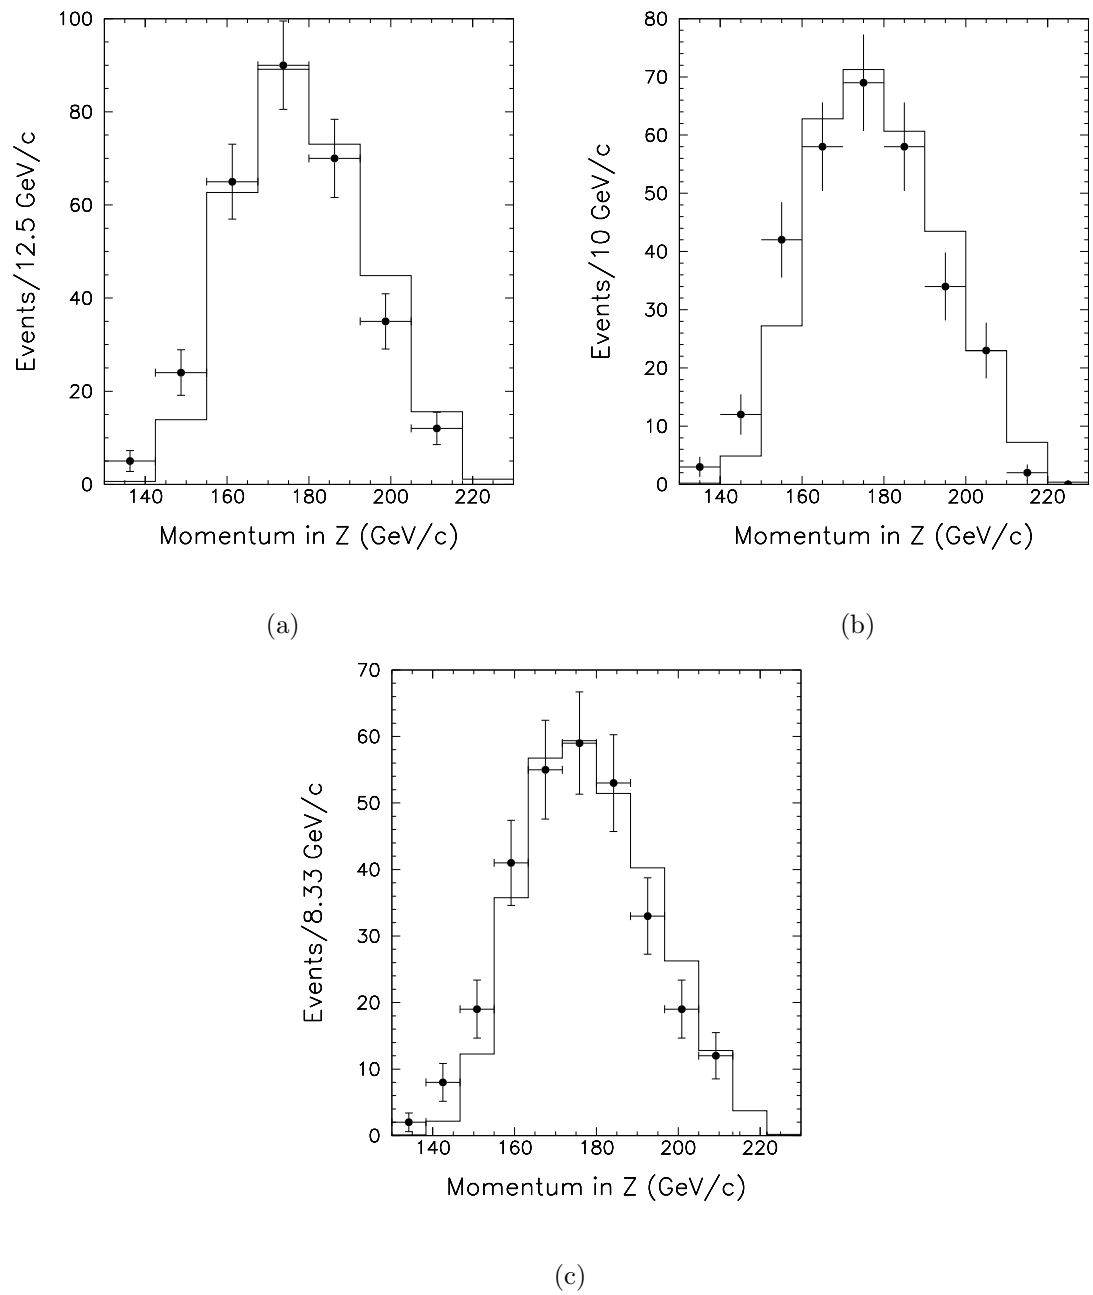 100
80
60
40
20
0
140 160 180 200 220
Events/12.5 GeV/c
Momentum in Z (GeV/c)
(a)
80
70
60
50
40
30
20
10
0
140 160 180 200 220
Events/10 GeV/c
Momentum in Z (GeV/c)
(b)
70
60
50
40
30
20
10
0
140 160 180 200 220
Events/8.33 GeV/c
Momentum in Z (GeV/c)
(c)